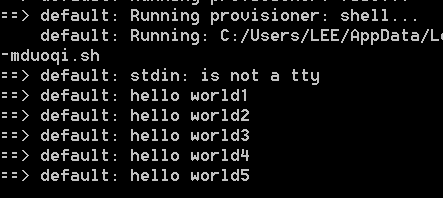 ==> default: Running provisioner: shell...
default: Running: C:/Users/LEE/AppData/Lo
-mduoqi.sh
==> default: stdin: is not a tty
==> default: hello world1
==> default: hello world2
==> default: hello world3
==> default: hello world4
==> default: hello world5